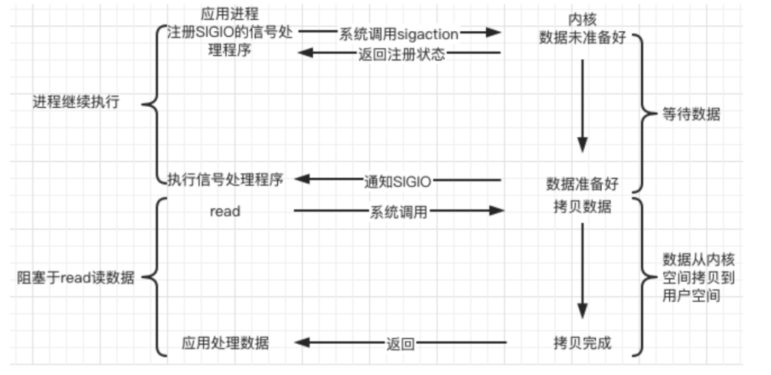 应用进程
注册SIGIO的信号处
理程序
系统调用sigaction
返回注册状态
内核
数据未准备好
进程继续执行
等待数据
执行信号处理程序
通知SIGIO
数据准备好
read
系统调用
拷贝数据
阻塞于read读数据
数据从内核
空间拷贝到
用户空间
应用处理数据
返回
拷贝完成